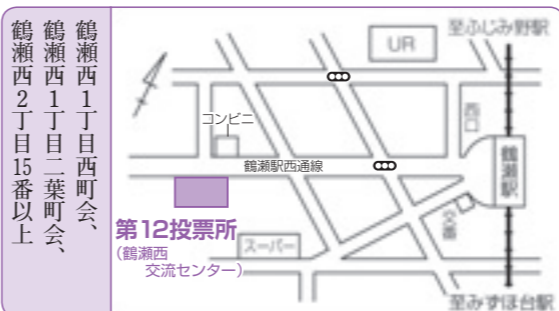 鶴瀬西1丁目西町会、
鶴瀬西1丁目二葉町会、
鶴瀬西2丁目15番以上
至ふじみ野駅
UR
コンビニ
西口
鶴瀬駅西通線
鶴瀬駅
交番
第12投票所
(鶴瀬西
交流センター)
スーパー
至みずほ台駅